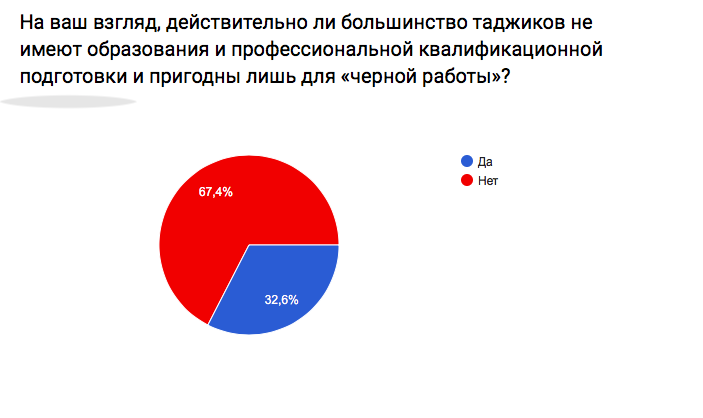 На ваш взгляд, действительно ли большинство таджиков не
имеют образования и профессиональной квалификационной
подготовки и пригодны лишь для «черной работы»?
Да
Нет
67,4%
32,6%